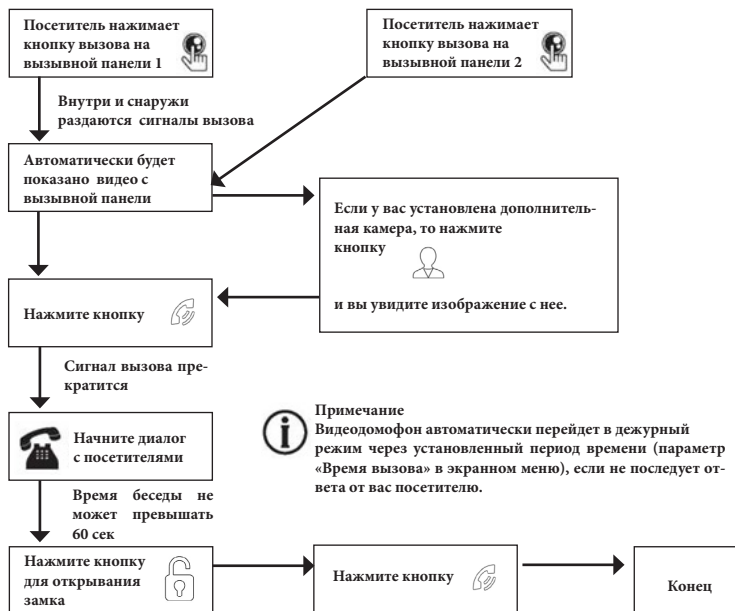 Посетитель нажимает
кнопку вызова на
вызывной панели 1
Посетитель нажимает
кнопку вызова на
вызывной панели 2
Внутри и снаружи
раздаются сигналы вызова
Автоматически будет
показано видео с
вызывной панели
Если у вас установлена дополнитель-
ная камера, то нажмите
кнопку
и вы увидите изображение с нее.
Нажмите кнопку
Сигнал вызова пре-
кратится
Начните диалог
с посетителями
Примечание
Видеодомофон автоматически перейдет в дежурный
режим через установленный период времени (параметр
«Время вызова» в экранном меню), если не последует от-
вета от вас посетителю.
Время беседы не
может превышать
60 сек
Нажмите кнопку
для открывания
замка
Нажмите кнопку
Конец